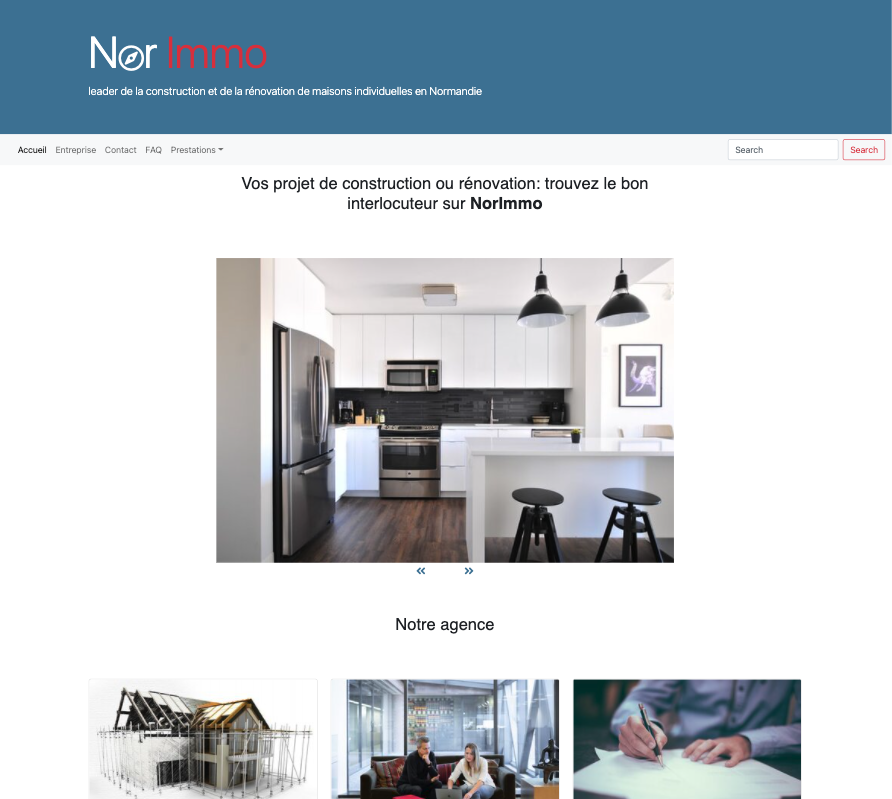 Nor Immo
leader de la construction et de la rénovation de maisons individuelles en Normandie
Accueil Entreprise Contact FAQ Prestations Search Search
Vos projet de construction ou rénovation: trouvez le bon
interlocuteur sur NorImmo
« »
Notre agence